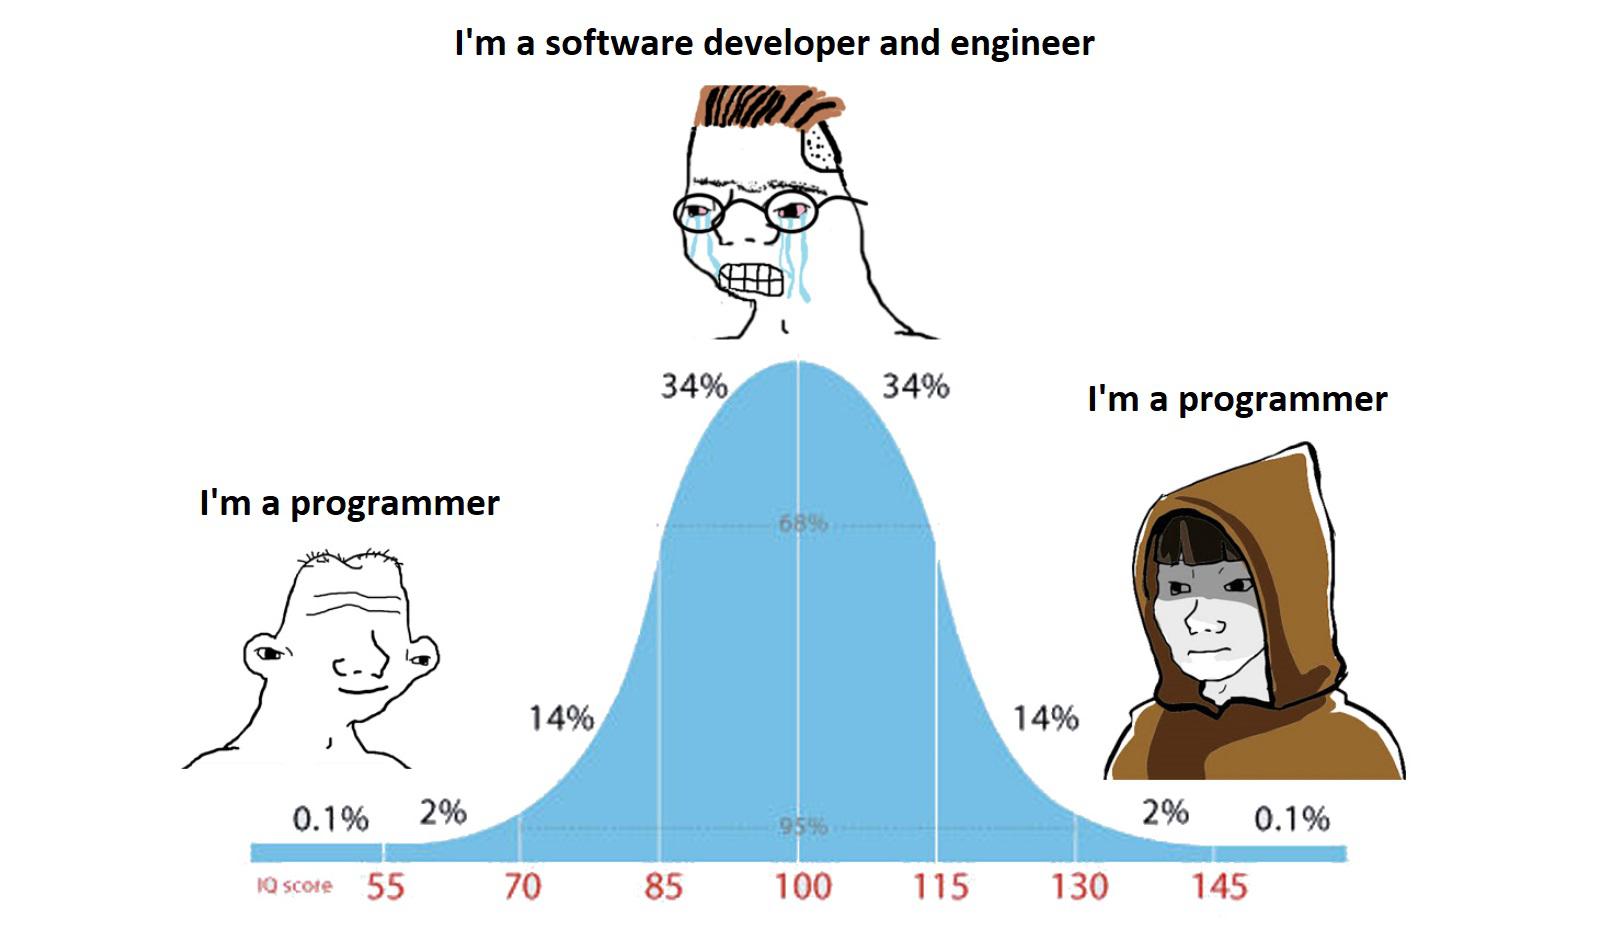 I'm a software developer and engineer
34% 34%
I'm a programmer
I'm a programmer
68%
14% 14%
0.1% 2% 95% 2% 0.1%
IQ score 55 70 85 100 115 130 145